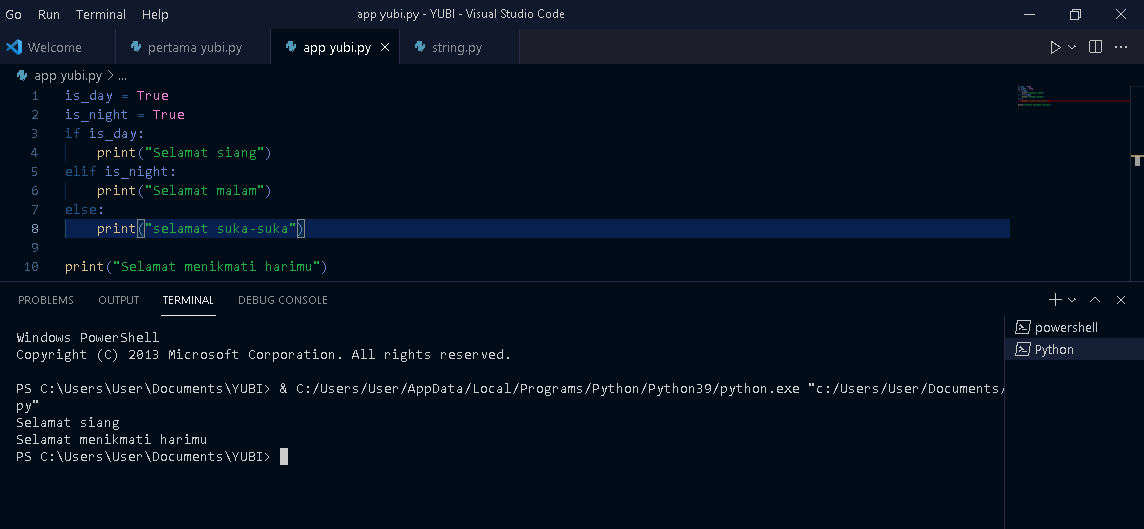 Go Run Terminal Help app yubi.py - YUBI - Visual Studio Code
Welcome pertama yubi.py app yubi.py string.py
app yubi.py > ...
1 is_day = True
2 is_night = True
3 if is_day:
4 print("Selamat siang")
5 elif is_night:
6 print("Selamat malam")
7 else:
8 print("selamat suka-suka")
9
10 print("Selamat menikmati harimu")
PROBLEMS OUTPUT TERMINAL DEBUG CONSOLE
Windows PowerShell
Copyright (C) 2013 Microsoft Corporation. All rights reserved.
PS C:\Users\User\Documents\YUBI> & C:/Users/User/AppData/Local/Programs/Python/Python39/python.exe "c:/Users/User/Documents/
py"
Selamat siang
Selamat menikmati harimu
PS C:\Users\User\Documents\YUBI>
powershell
Python